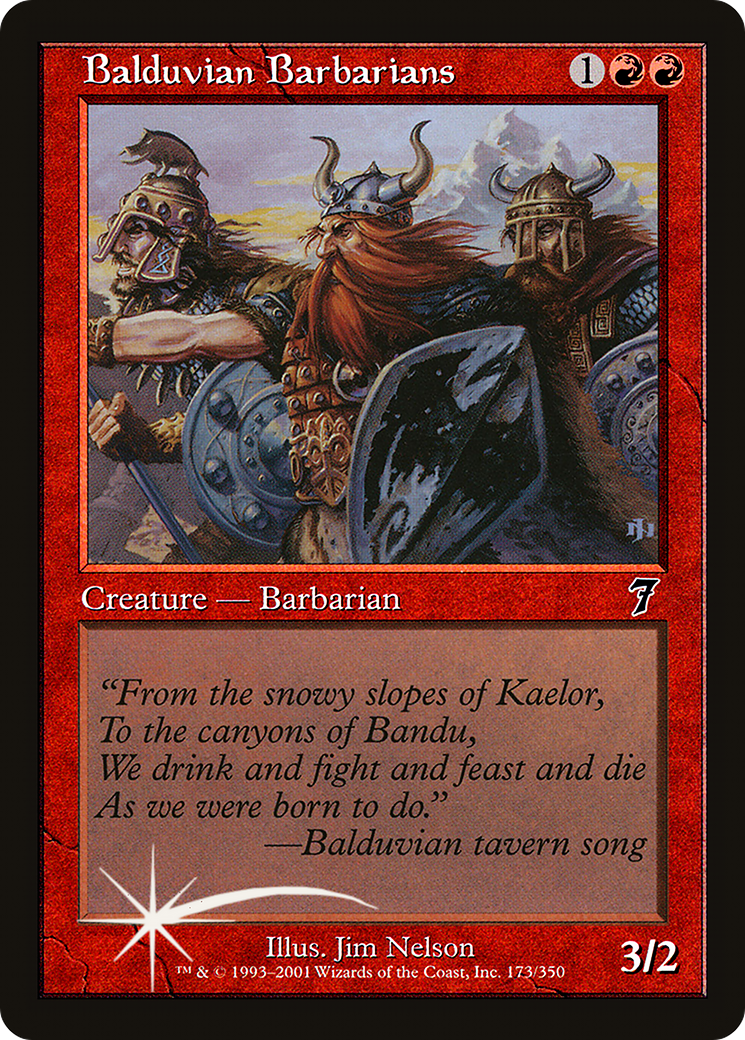 Balduvian Barbarians 1
Creature — Barbarian 7
“From the snowy slopes of Kaelor,
To the canyons of Bandu,
We drink and fight and feast and die
As we were born to do.”
—Balduvian tavern song
Illus. Jim Nelson
™ & © 1993–2001 Wizards of the Coast, Inc. 173/350
3/2